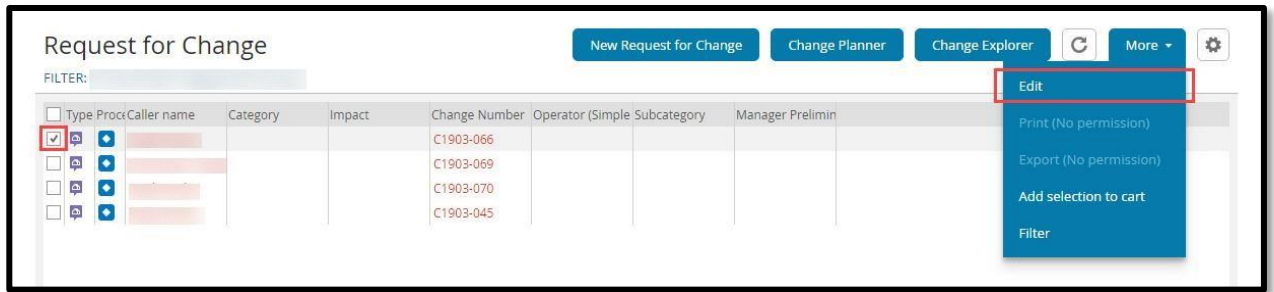 Request for Change
New Request for Change
Change Planner
Change Explorer
More
FILTER:
Edit
Type Proce Caller name Category Impact Change Number Operator (Simple Subcategory Manager Prelimin
Print (No permission)
C1903-066
Export (No permission)
C1903-069
C1903-070
Add selection to cart
C1903-045
Filter